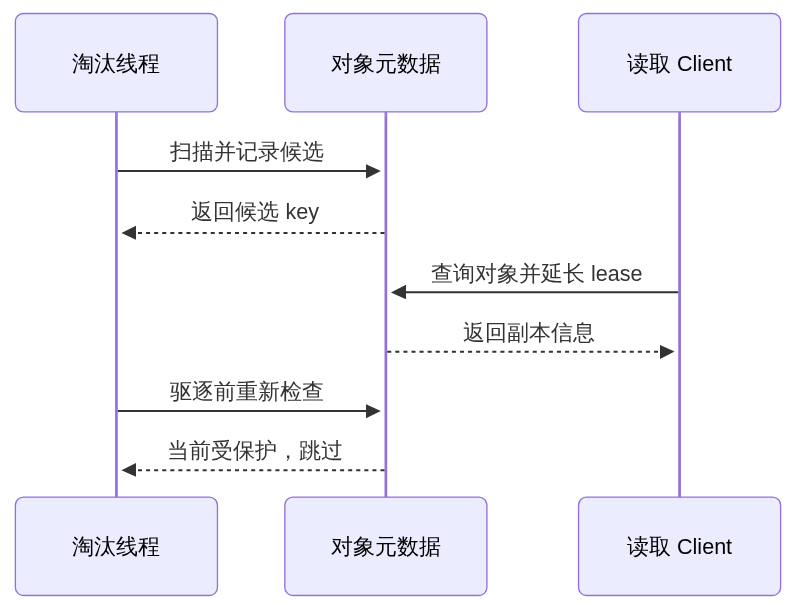 淘汰线程
对象元数据
读取 Client
扫描并记录候选
返回候选 key
查询对象并延长 lease
返回副本信息
驱逐前重新检查
当前受保护，跳过
淘汰线程
对象元数据
读取 Client